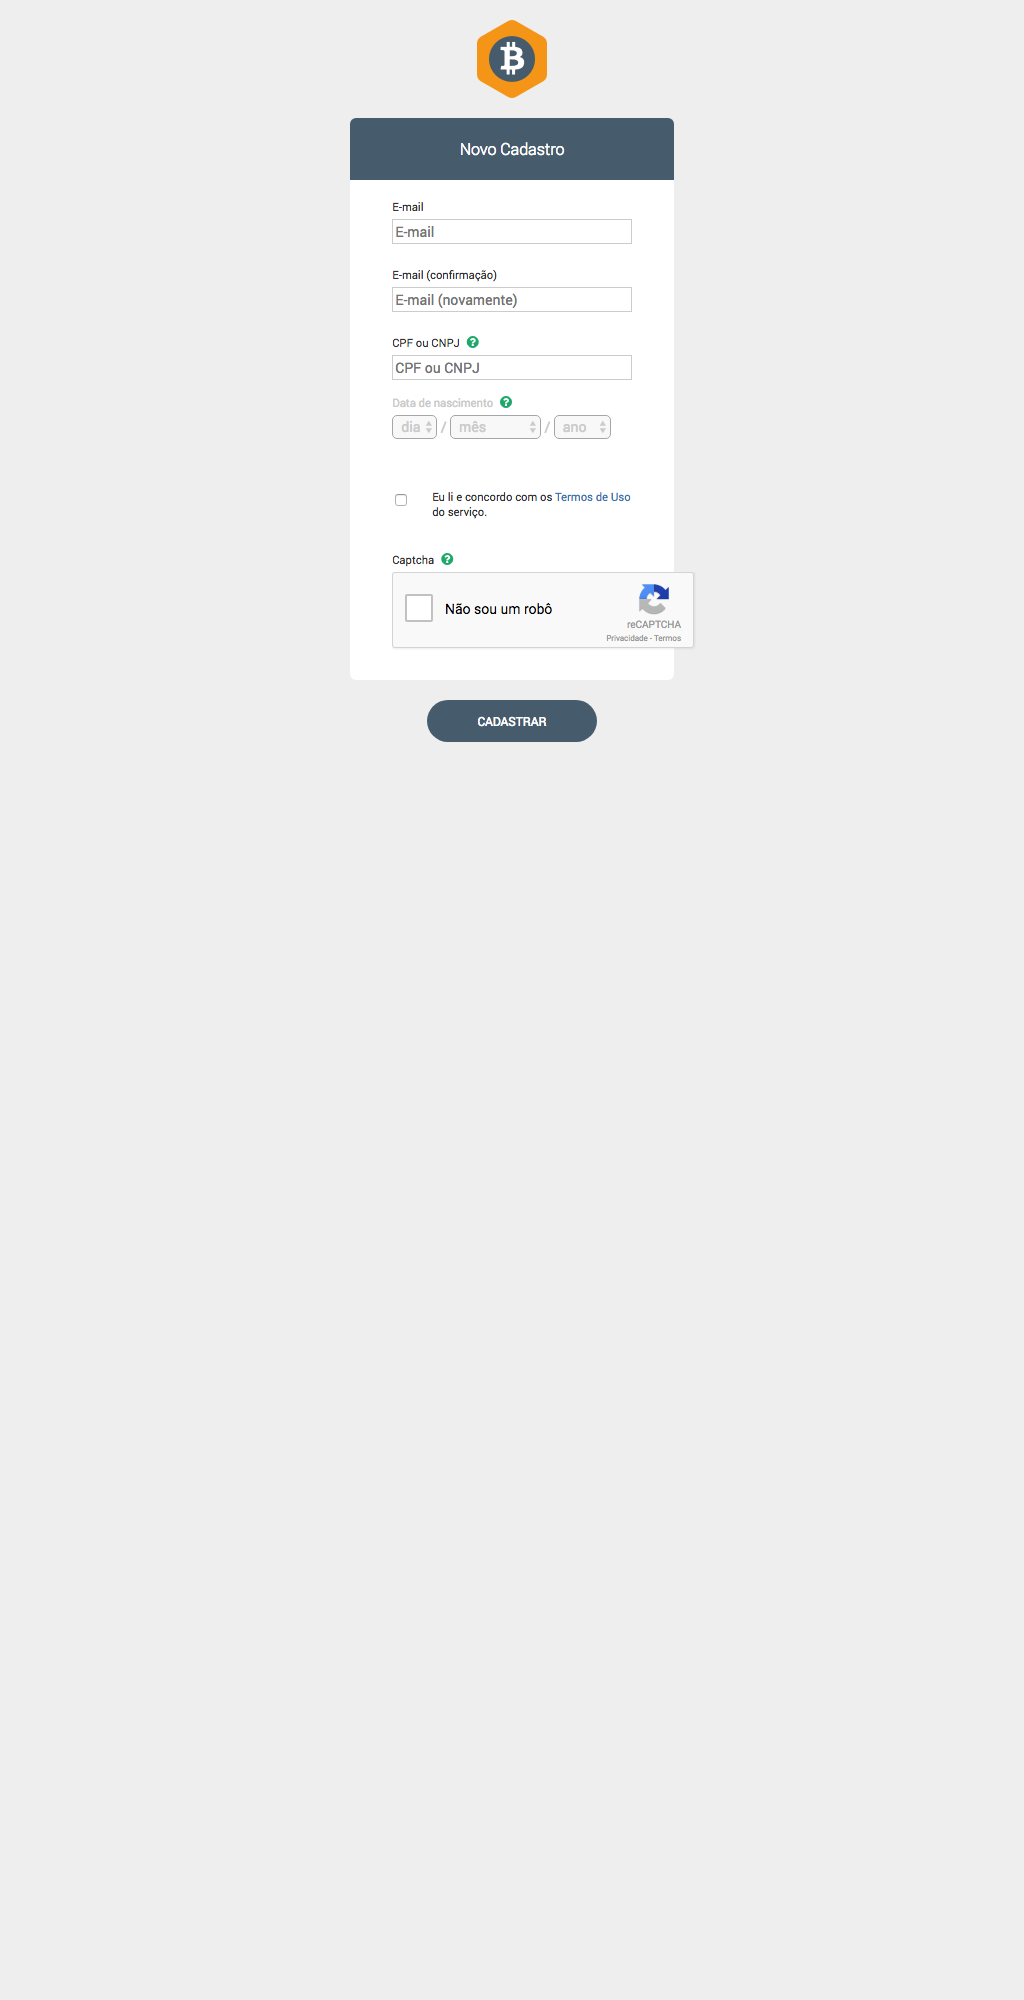 Novo Cadastro
E-mail
E-mail
E-mail (confirmação)
E-mail (novamente)
CPF ou CNPJ ?
CPF ou CNPJ
Data de nascimento ?
dia / mês / ano
Eu li e concordo com os Termos de Uso
do serviço.
Captcha ?
Não sou um robô
reCAPTCHA
Privacidade - Termos
CADASTRAR